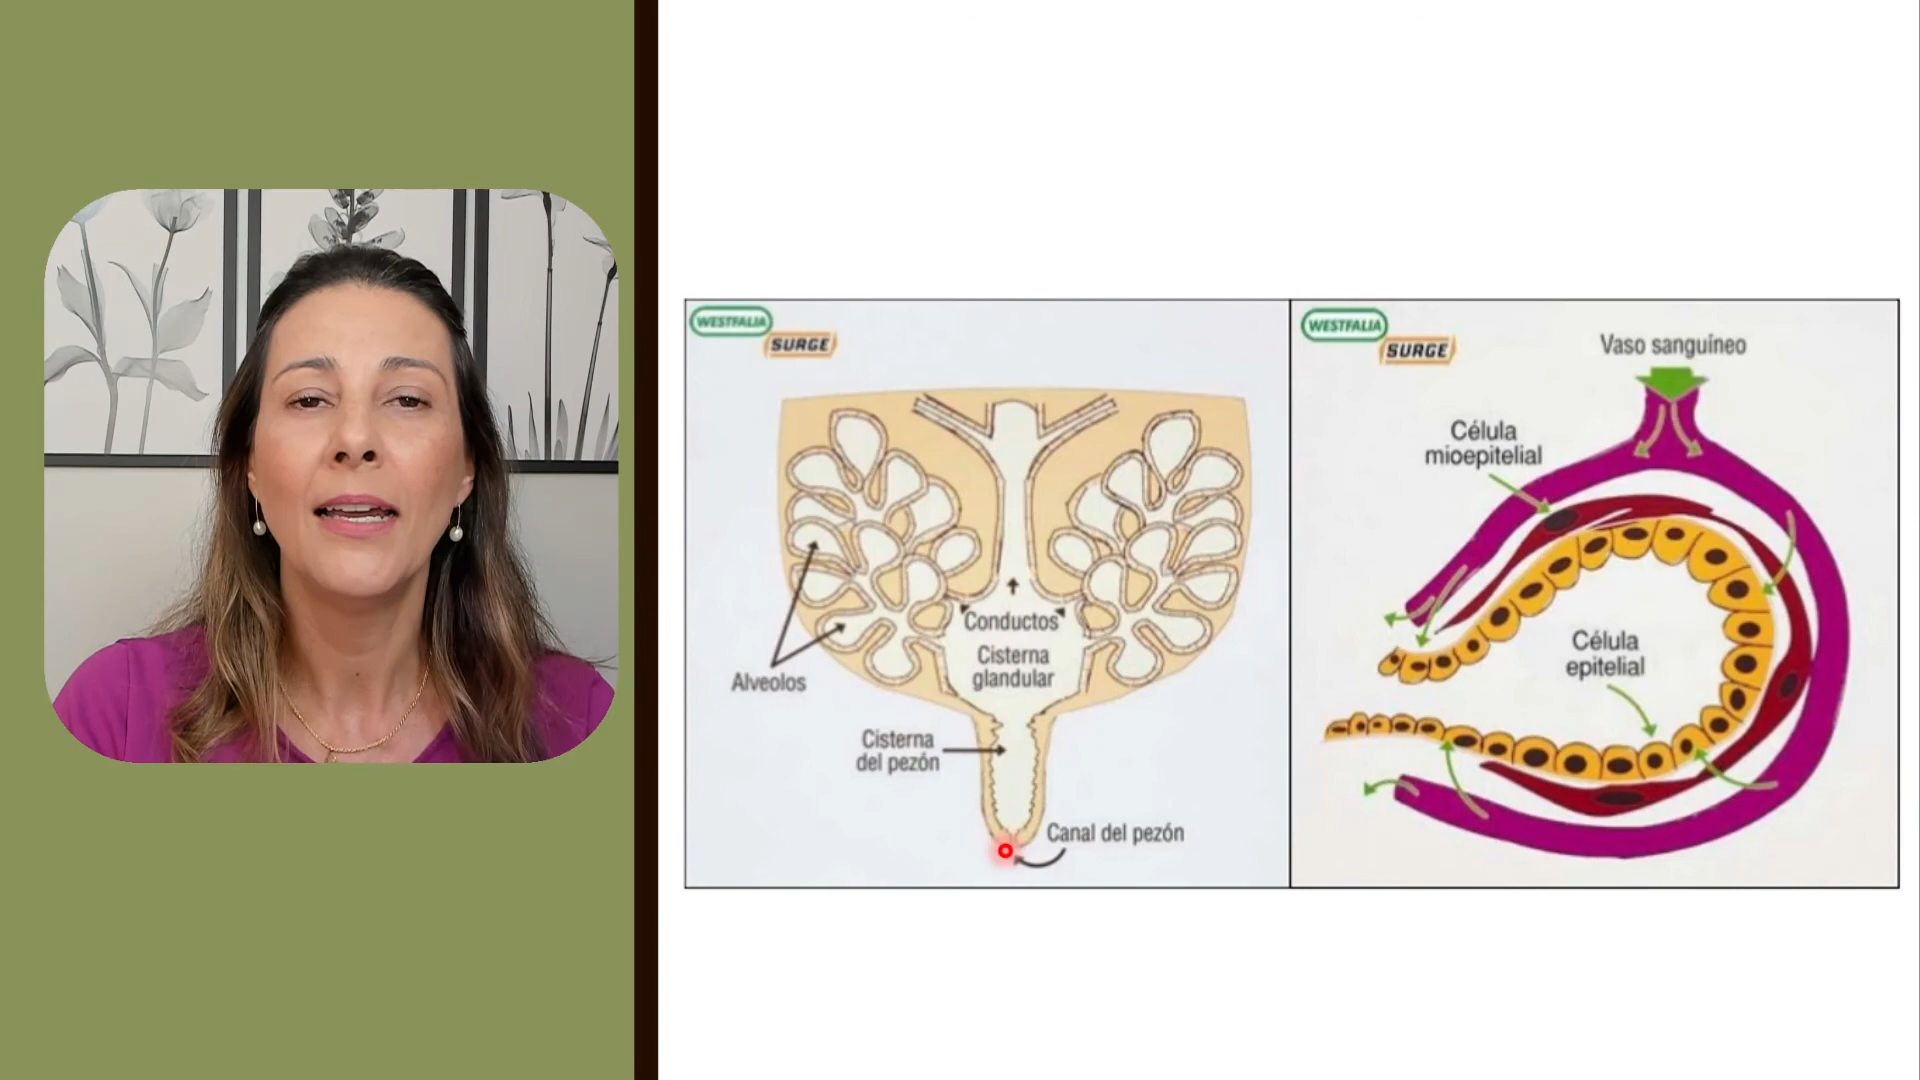 WESTFALIA
SURGE
Alveolos
Conductos
Cisterna
glandular
Cisterna
del pezón
Canal del pezón
WESTFALIA
SURGE
Vaso sanguíneo
Célula
mioepitelial
Célula
epitelial